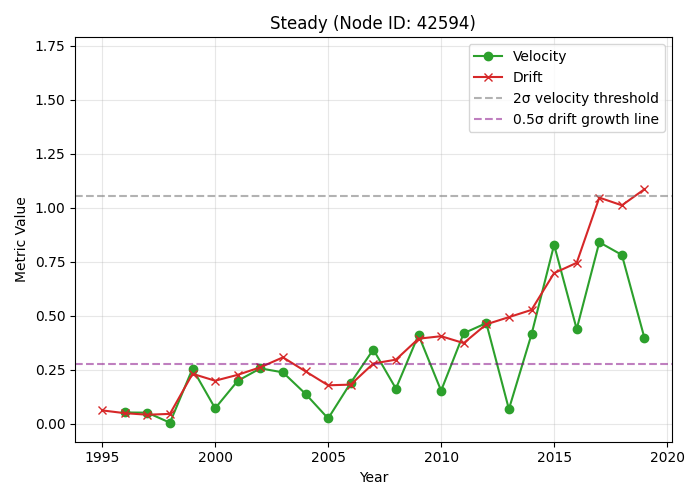 Steady (Node ID: 42594)
Velocity
Drift
2σ velocity threshold
0.5σ drift growth line
Metric Value
1.75
1.50
1.25
1.00
0.75
0.50
0.25
0.00
1995 2000 2005 2010 2015 2020
Year